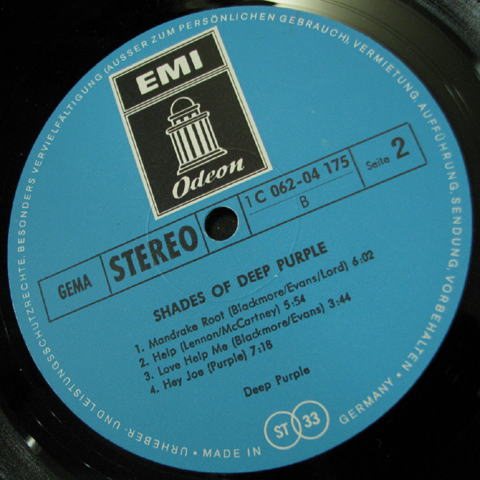 URHEBER- UND LEISTUNGSSCHUTZRECHTE, BESONDERS VERVIELFÄLTIGUNG (AUSSER ZUM PERSÖNLICHEN GEBRAUCH), VERMIETUNG, AUFFÜHRUNG, SENDUNG, VORBEHALTEN
EMI
Odeon
GEMA
STEREO
1 C 062-04 175
B
Seite 2
SHADES OF DEEP PURPLE
1. Mandrake Root (Blackmore/Evans/Lord) 6:02
2. Help (Lennon/McCartney) 5:54
3. Love Help Me (Blackmore/Evans) 3:44
4. Hey Joe (Purple) 7:18
Deep Purple
• MADE IN ST 33 GERMANY •